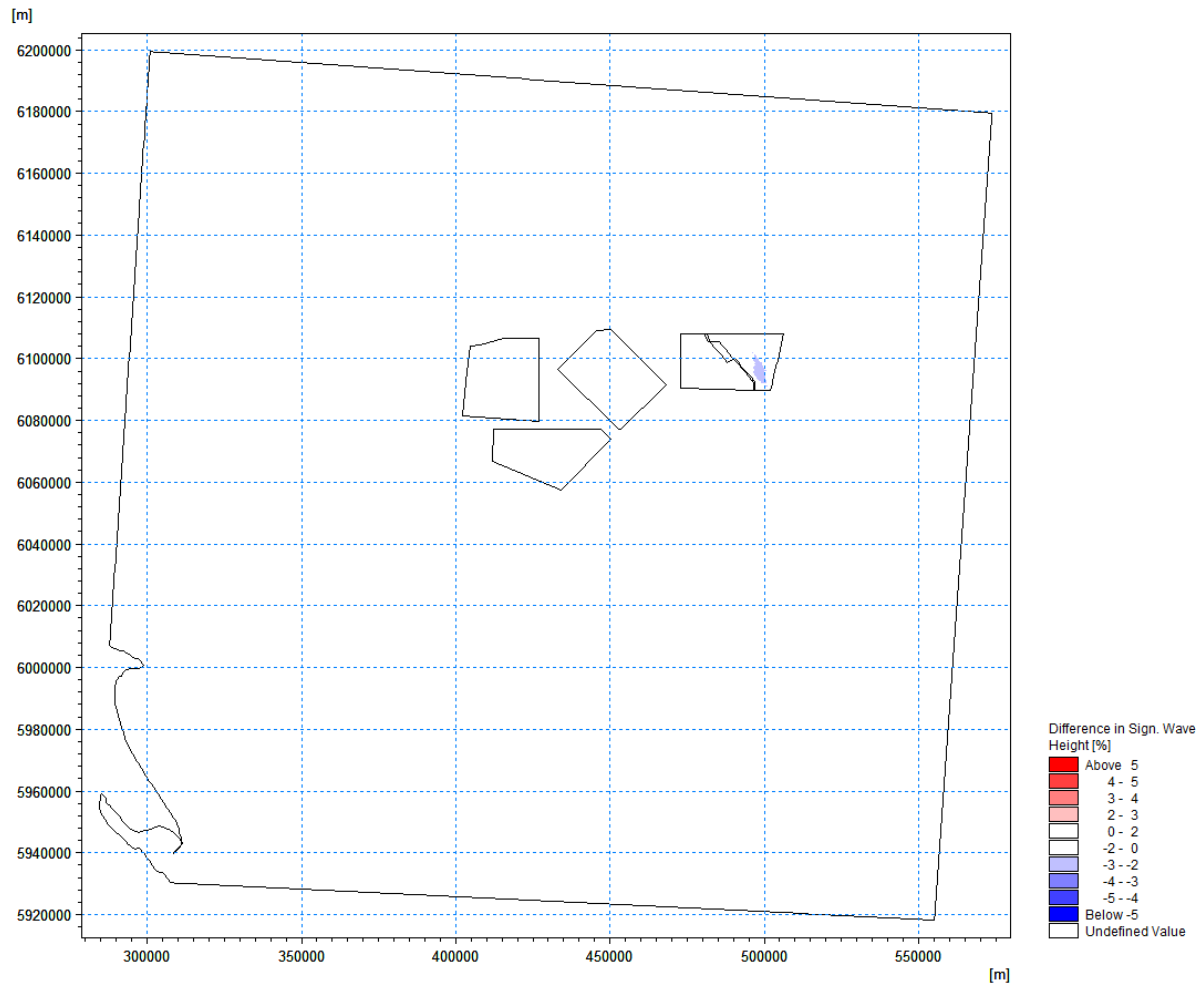 [m]
6200000
6180000
6160000
6140000
6120000
6100000
6080000
6060000
6040000
6020000
6000000
5980000
5960000
5940000
5920000
300000 350000 400000 450000 500000 550000
[m]
Difference in Sign. Wave
Height [%]
Above 5
4 - 5
3 - 4
2 - 3
0 - 2
-2 - 0
-3 - -2
-4 - -3
-5 - -4
Below -5
Undefined Value